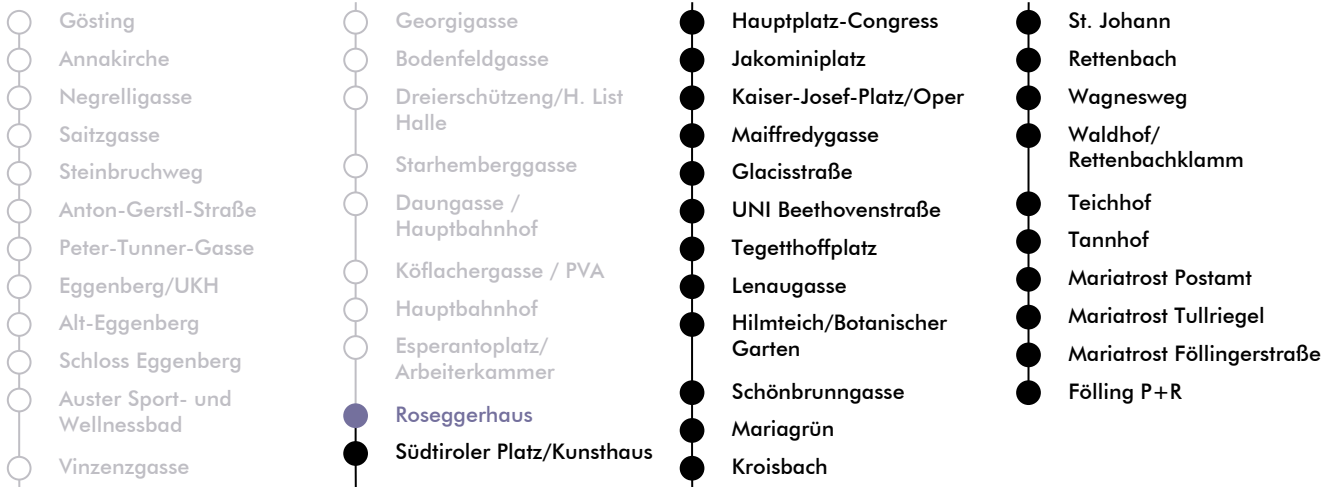 Gösting
Annakirche
Negrelligasse
Saitzgasse
Steinbruchweg
Anton-Gerstl-Straße
Peter-Tunner-Gasse
Eggenberg/UKH
Alt-Eggenberg
Schloss Eggenberg
Auster Sport- und
Wellnessbad
Vinzenzgasse
Georgigasse
Bodenfeldgasse
Dreierschützeng/H. List
Halle
Starhemberggasse
Daungasse /
Hauptbahnhof
Köflachergasse / PVA
Hauptbahnhof
Esperantoplatz/
Arbeiterkammer
Roseggerhaus
Südtiroler Platz/Kunsthaus
Hauptplatz-Congress
Jakominiplatz
Kaiser-Josef-Platz/Oper
Maiffredygasse
Glacisstraße
UNI Beethovenstraße
Tegetthoffplatz
Lenaugasse
Hilmteich/Botanischer
Garten
Schönbrunngasse
Mariagrün
Kroisbach
St. Johann
Rettenbach
Wagnesweg
Waldhof/
Rettenbachklamm
Teichhof
Tannhof
Mariatrost Postamt
Mariatrost Tullriegel
Mariatrost Föllingerstraße
Fölling P+R